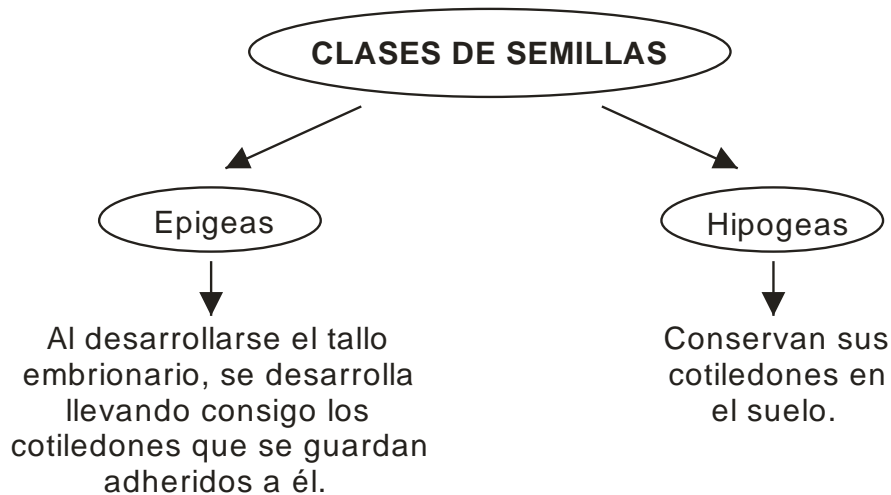 CLASES DE SEMILLAS
Epigeas
Al desarrollarse el tallo
embrionario, se desarrolla
llevando consigo los
cotiledones que se guardan
adheridos a él.
Hipogeas
Conservan sus
cotiledones en
el suelo.